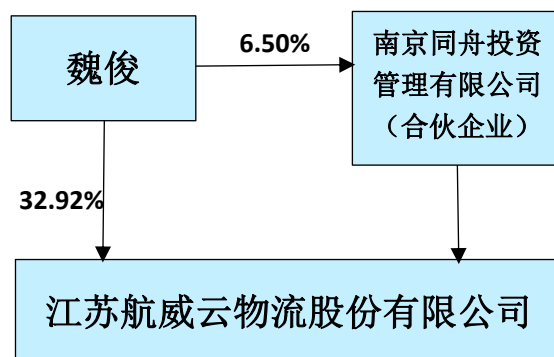 魏俊
6.50%
南京同舟投资
管理有限公司
（合伙企业）
32.92%
江苏航威云物流股份有限公司